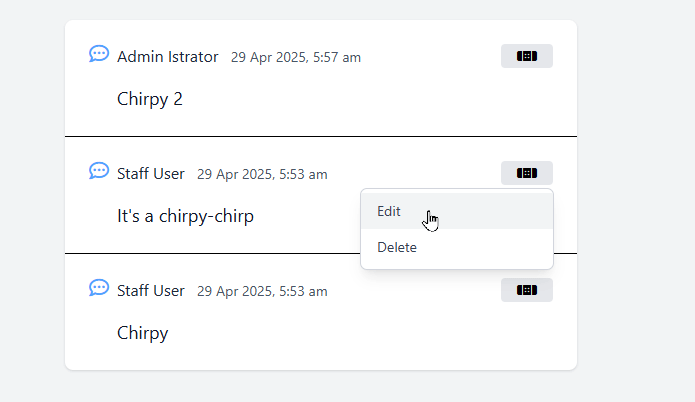 Admin Istrator 29 Apr 2025, 5:57 am
Chirpy 2
Staff User 29 Apr 2025, 5:53 am
It's a chirpy-chirp
Edit
Delete
Staff User 29 Apr 2025, 5:53 am
Chirpy